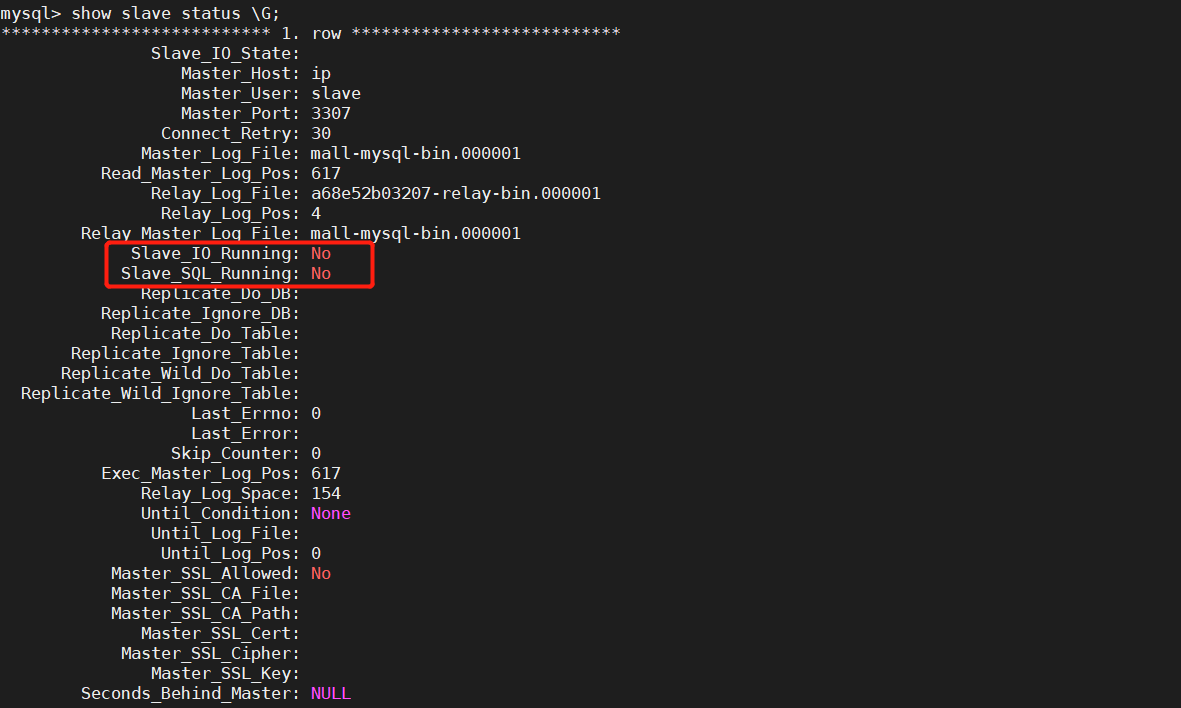 mysql> show slave status \G;
*************************** 1. row ***************************
Slave_IO_State:
Master_Host: ip
Master_User: slave
Master_Port: 3307
Connect_Retry: 30
Master_Log_File: mall-mysql-bin.000001
Read_Master_Log_Pos: 617
Relay_Log_File: a68e52b03207-relay-bin.000001
Relay_Log_Pos: 4
Relay_Master_Log_File: mall-mysql-bin.000001
Slave_IO_Running: No
Slave_SQL_Running: No
Replicate_Do_DB:
Replicate_Ignore_DB:
Replicate_Do_Table:
Replicate_Ignore_Table:
Replicate_Wild_Do_Table:
Replicate_Wild_Ignore_Table:
Last_Errno: 0
Last_Error:
Skip_Counter: 0
Exec_Master_Log_Pos: 617
Relay_Log_Space: 154
Until_Condition: None
Until_Log_File:
Until_Log_Pos: 0
Master_SSL_Allowed: No
Master_SSL_CA_File:
Master_SSL_CA_Path:
Master_SSL_Cert:
Master_SSL_Cipher:
Master_SSL_Key:
Seconds_Behind_Master: NULL